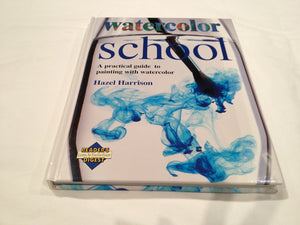 watercolor
school
A practical guide to
painting with watercolor
Hazel Harrison
READER'S
DIGEST